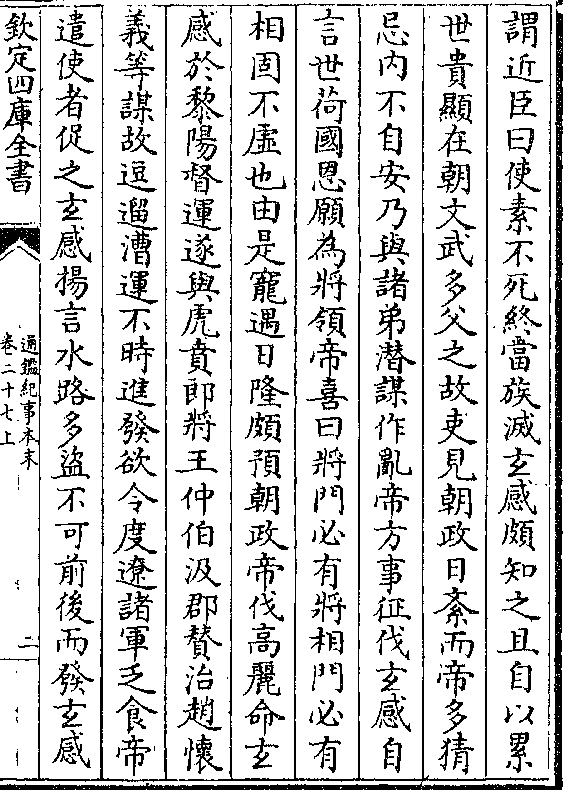 謂近臣曰使素不死終當族滅玄感頗知之且自以累
世貴顯在朝文武多父之故吏見朝政日紊而帝多猜
忌内不自安乃與諸弟潜謀作亂帝方事征伐玄感自
言世荷國恩願為將領帝喜曰將門必有將相門必有
相固不虛也由是寵遇日隆頗預朝政帝伐高麗命玄
感於黎陽督運遂與虎賁郎將王仲伯汲郡賛治趙懷
義等謀故逗遛漕運不時進發欲令度遼諸軍乏食帝
遣使者促之玄感揚言水路多盜不可前後而發玄感
欽定四庫全書
通鑑紀事本末
卷二十七上
二